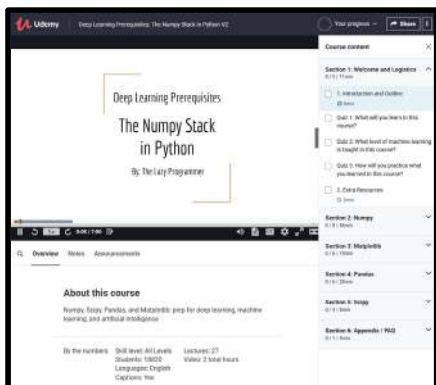 Udemy
Deep Learning Prerequisites: The Numpy Stack in Python V2
Your progress
Share
Deep Learning Prerequisites
The Numpy Stack
in Python
By: The Lazy Programmer
Overview
Notes
Announcements
About this course
Numpy, Scipy, Pandas, and Matplotlib: prep for deep learning, machine
learning, and artificial intelligence
By the numbers
Skill level: All Levels
Languages: English
Captions: Yes
Lectures: 27
Video: 2 total hours
Course content
Section 1: Welcome and Logistics
1. Introduction and Outline
Quiz 1: What will you learn in this
course?
Quiz 2: What level of machine learning
is taught in this course?
Quiz 3: How will you practice what
you learned in this course?
2. Extra Resources
Section 2: Numpy
Section 3: Matplotlib
Section 4: Pandas
Section 5: Scipy
Section 6: Appendix / FAQ